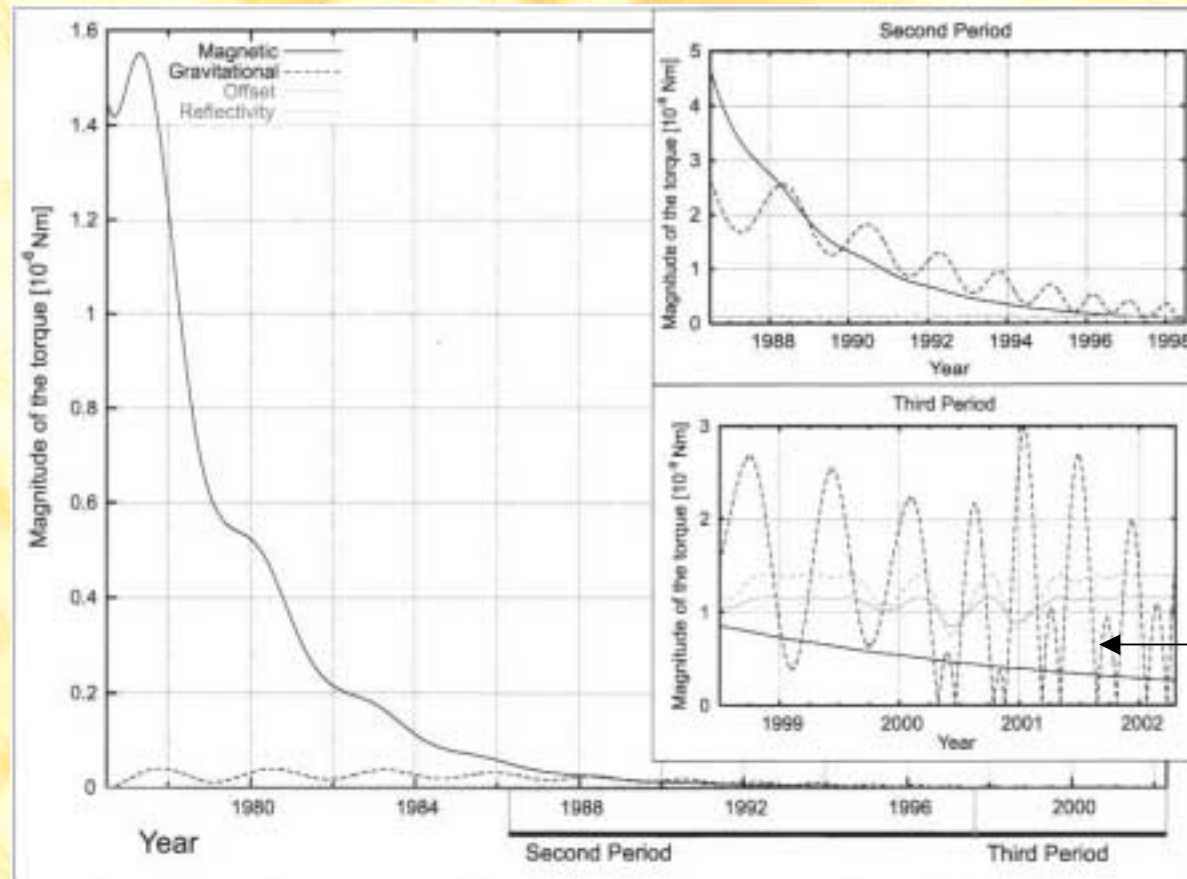 1.6
1.4
1.2
1
0.8
0.6
0.4
0.2
0
Magnitude of the torque [10⁻⁶ Nm]
Magnetic
Gravitational
Offset
Reflectivity
1980
1984
1988
1992
1996
2000
Year
Second Period
Third Period
Second Period
5
4
3
2
1
0
Magnitude of the torque [10⁻⁸ Nm]
1988
1990
1992
1994
1996
1998
Year
Third Period
3
2
1
0
Magnitude of the torque [10⁻⁹ Nm]
1999
2000
2001
2002
Year